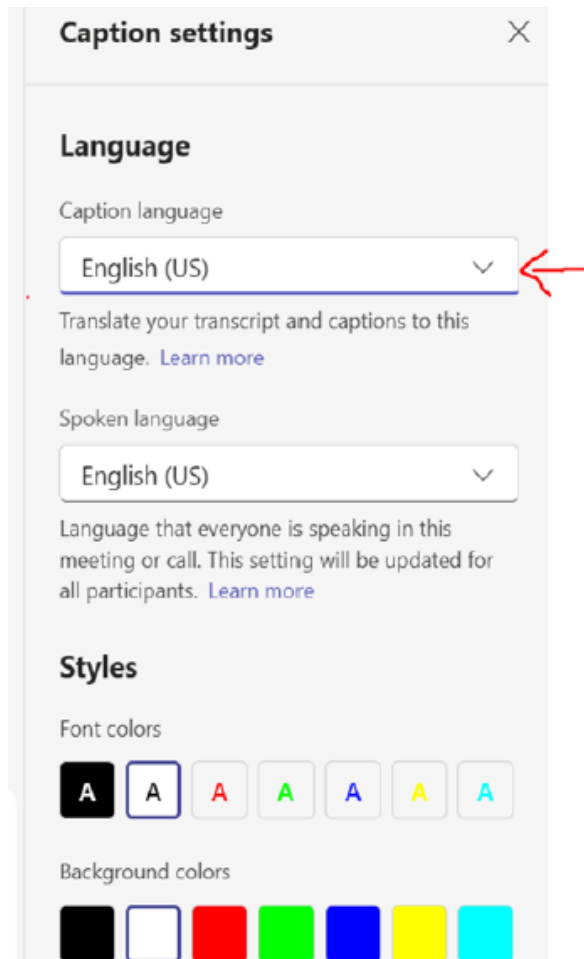 Caption settings
Language
Caption language
English (US)
Translate your transcript and captions to this
language. Learn more
Spoken language
English (US)
Language that everyone is speaking in this
meeting or call. This setting will be updated for
all participants. Learn more
Styles
Font colors
A A A A A A A
Background colors